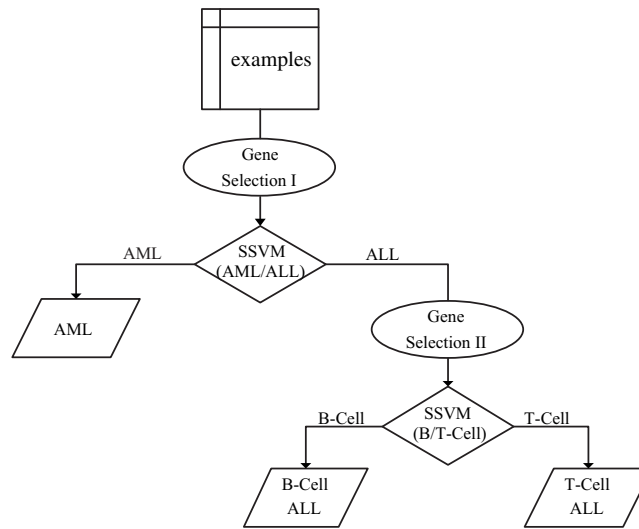 examples
Gene
Selection I
AML
SSVM
(AML/ALL)
ALL
AML
Gene
Selection II
B-Cell
SSVM
(B/T-Cell)
T-Cell
B-Cell
ALL
T-Cell
ALL